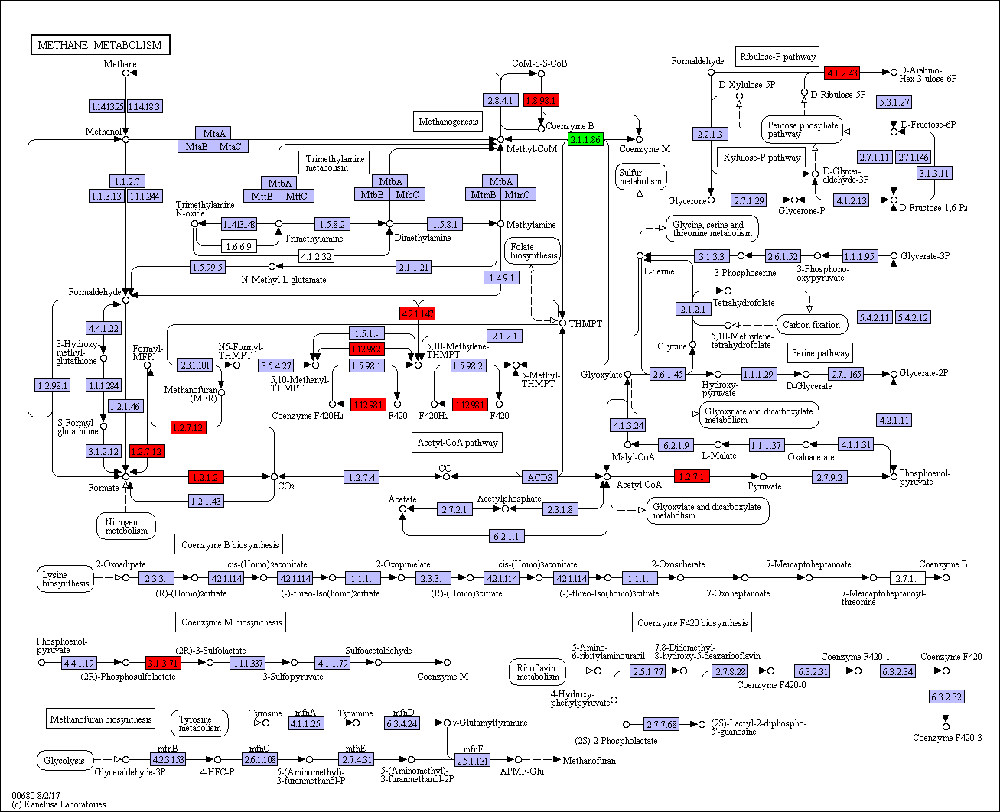 METHANE METABOLISM
Methane
CoM-S-S-CoB
Formaldehyde
Ribulose-P pathway
4.1.2.43
D-Arabino-
Hex-3-ulose-6P
D-Xylulose-5P
D-Ribulose-5P
1.14.13.25
1.14.18.3
2.8.4.1
1.8.98.1
5.3.1.27
Methanogenesis
Coenzyme B
Pentose phosphate
pathway
D-Fructose-6P
Methanol
MtaA
MtaB
MtaC
Methyl-CoM
2.1.1.86
Coenzyme M
2.2.1.3
Xylulose-P pathway
2.7.1.11
2.7.1.146
3.1.3.11
Trimethylamine
metabolism
Sulfur
metabolism
D-Glycer-
aldehyde-3P
1.1.2.7
1.1.3.13
1.1.1.244
MtbA
MttB
MttC
MtbA
MtbB
MtbC
MtbA
MtmB
MtmC
Glycerone
2.7.1.29
Glycerone-P
4.1.2.13
D-Fructose-1,6-P2
Trimethylamine-
N-oxide
1.14.13.148
Trimethylamine
1.5.8.2
Dimethylamine
1.5.8.1
Methylamine
Glycine, serine and
threonine metabolism
1.6.6.9
4.1.2.32
Folate
biosynthesis
1.5.99.5
N-Methyl-L-glutamate
2.1.1.21
1.4.9.1
L-Serine
3.1.3.3
3-Phosphoserine
2.6.1.52
3-Phosphono-
oxypyruvate
1.1.1.95
Glycerate-3P
Formaldehyde
Tetrahydrofolate
2.1.2.1
Carbon fixation
5,10-Methylene-
tetrahydrofolate
5.4.2.11
5.4.2.12
4.2.1.147
THMPT
4.4.1.22
1.5.1.-
2.1.2.1
S-Hydroxy-
methyl-
glutathione
Formyl-
MFR
N5-Formyl-
THMPT
1.12.98.2
5,10-Methylene-
THMPT
Glycine
Serine pathway
2.3.1.101
3.5.4.27
5,10-Methenyl-
THMPT
1.5.98.1
1.5.98.2
5-Methyl-
THMPT
Glyoxylate
2.6.1.45
Hydroxy-
pyruvate
1.1.1.29
D-Glycerate
2.7.1.165
Glycerate-2P
1.2.98.1
1.1.1.284
Methanofuran
(MFR)
1.2.1.46
Coenzyme F420H2
1.12.98.1
F420
F420H2
1.12.98.1
F420
Glyoxylate and dicarboxylate
metabolism
S-Formyl-
glutathione
1.2.7.12
4.1.3.24
4.2.1.11
3.1.2.12
1.2.7.12
Acetyl-CoA pathway
Malyl-CoA
6.2.1.9
L-Malate
1.1.1.37
Oxaloacetate
4.1.1.31
Formate
1.2.1.2
CO2
1.2.7.4
CO
ACDS
Acetyl-CoA
1.2.7.1
Pyruvate
2.7.9.2
Phosphoenol-
pyruvate
1.2.1.43
Acetate
2.7.2.1
Acetylphosphate
2.3.1.8
Glyoxylate and dicarboxylate
metabolism
Nitrogen
metabolism
6.2.1.1
Coenzyme B biosynthesis
Lysine
biosynthesis
2-Oxoadipate
2.3.3.-
(R)-(Homo)2citrate
4.2.1.114
cis-(Homo)2aconitate
4.2.1.114
(-)-threo-Iso(homo)2citrate
1.1.1.-
2-Oxopimelate
2.3.3.-
(R)-(Homo)3citrate
4.2.1.114
cis-(Homo)3aconitate
4.2.1.114
(-)-threo-Iso(homo)3citrate
1.1.1.-
2-Oxosuberate
7-Oxoheptanoate
7-Mercaptoheptanoate
7-Mercaptoheptanoyl-
threonine
2.7.1.-
Coenzyme B
Coenzyme M biosynthesis
Phosphoenol-
pyruvate
4.4.1.19
(2R)-Phosphosulfolactate
3.1.3.71
(2R)-3-Sulfolactate
1.1.1.337
3-Sulfopyruvate
4.1.1.79
Sulfoacetaldehyde
Coenzyme M
Coenzyme F420 biosynthesis
Riboflavin
metabolism
5-Amino-
6-ribitylaminouracil
2.5.1.77
7,8-Didemethyl-
8-hydroxy-5-deazariboflavin
2.7.8.28
Coenzyme F420-0
6.3.2.31
Coenzyme F420-1
6.3.2.34
Coenzyme F420
4-Hydroxy-
phenylpyruvate
6.3.2.32
(2S)-2-Phospholactate
2.7.7.68
(2S)-Lactyl-2-diphospho-
5'-guanosine
Coenzyme F420-3
Methanofuran biosynthesis
Tyrosine
metabolism
Tyrosine
mfnA
4.1.1.25
Tyramine
mfnD
6.3.4.24
γ-Glutamyltyramine
Glycolysis
Glyceraldehyde-3P
mfnB
4.2.3.153
4-HFC-P
mfnC
2.6.1.108
5-(Aminomethyl)-
3-furanmethanol-P
mfnE
2.7.4.31
5-(Aminomethyl)-
3-furanmethanol-2P
mfnF
2.5.1.131
APMF-Glu
Methanofuran
00680 8/2/17
(c) Kanehisa Laboratories